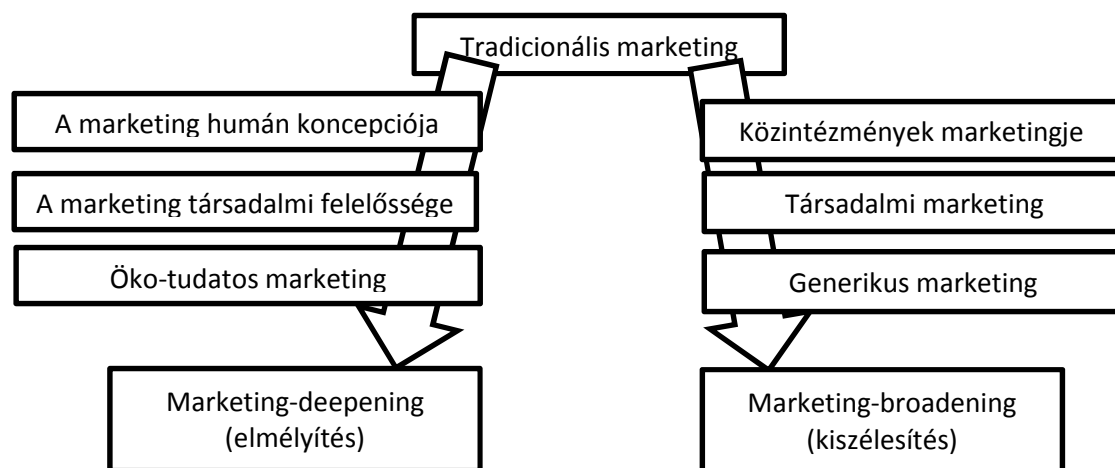 Tradicionális marketing
A marketing humán koncepciója
A marketing társadalmi felelőssége
Öko-tudatos marketing
Marketing-deepening
(elmélyítés)
Közintézmények marketingje
Társadalmi marketing
Generikus marketing
Marketing-broadening
(kiszélesítés)